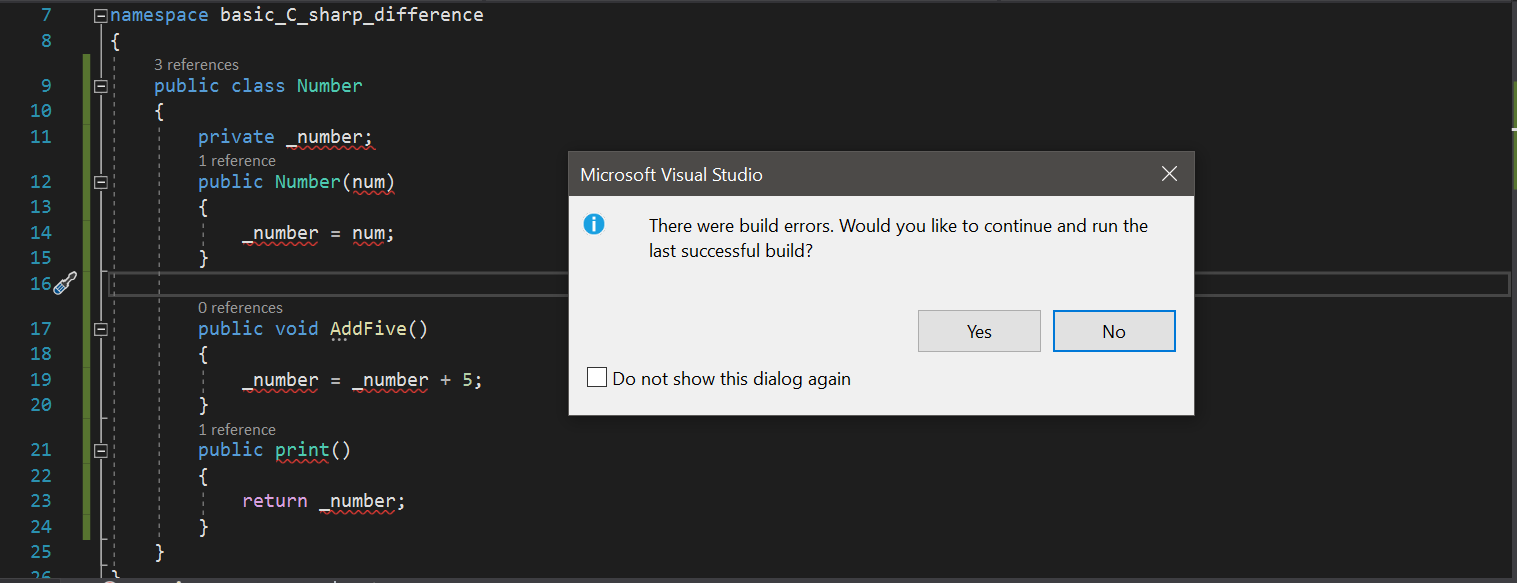 7 namespace basic_C_sharp_difference
8 {
3 references
9 public class Number
10 {
11 private _number;
1 reference
12 public Number(num)
13 {
14 _number = num;
15 }
16
0 references
17 public void AddFive()
18 {
19 _number = _number + 5;
20 }
1 reference
21 public print()
22 {
23 return _number;
24 }
25 }
26 }
Microsoft Visual Studio
There were build errors. Would you like to continue and run the
last successful build?
Yes No
Do not show this dialog again